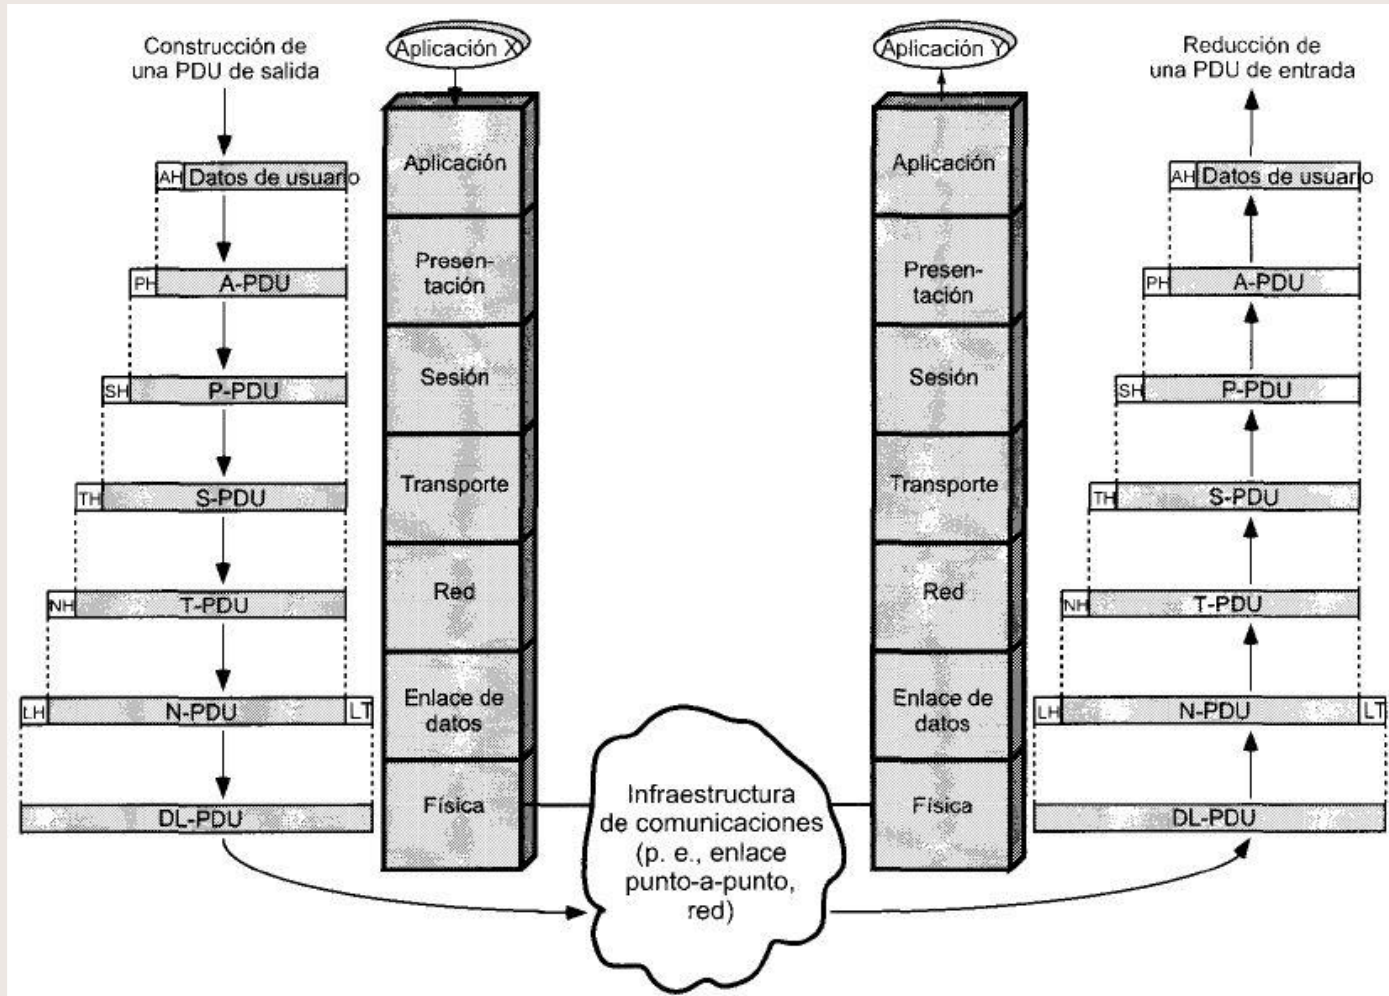 Construcción de
una PDU de salida
AH Datos de usuario
PH A-PDU
SH P-PDU
TH S-PDU
NH T-PDU
LH N-PDU LT
DL-PDU
Aplicación X
Aplicación
Presen-
tación
Sesión
Transporte
Red
Enlace de
datos
Física
Infraestructura
de comunicaciones
(p. e., enlace
punto-a-punto,
red)
Aplicación Y
Aplicación
Presen-
tación
Sesión
Transporte
Red
Enlace de
datos
Física
Reducción de
una PDU de entrada
AH Datos de usuario
PH A-PDU
SH P-PDU
TH S-PDU
NH T-PDU
LH N-PDU LT
DL-PDU